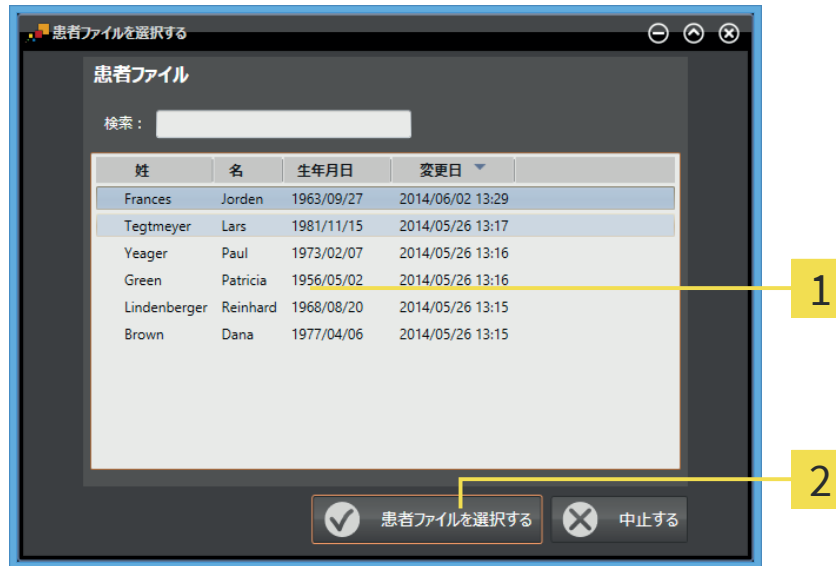 患者ファイルを選択する
患者ファイル
検索：
姓 名 生年月日 変更日
Frances Jorden 1963/09/27 2014/06/02 13:29
Tegtmeyer Lars 1981/11/15 2014/05/26 13:17
Yeager Paul 1973/02/07 2014/05/26 13:16
Green Patricia 1956/05/02 2014/05/26 13:16
1
Lindenberger Reinhard 1968/08/20 2014/05/26 13:15
Brown Dana 1977/04/06 2014/05/26 13:15
2
患者ファイルを選択する 中止する